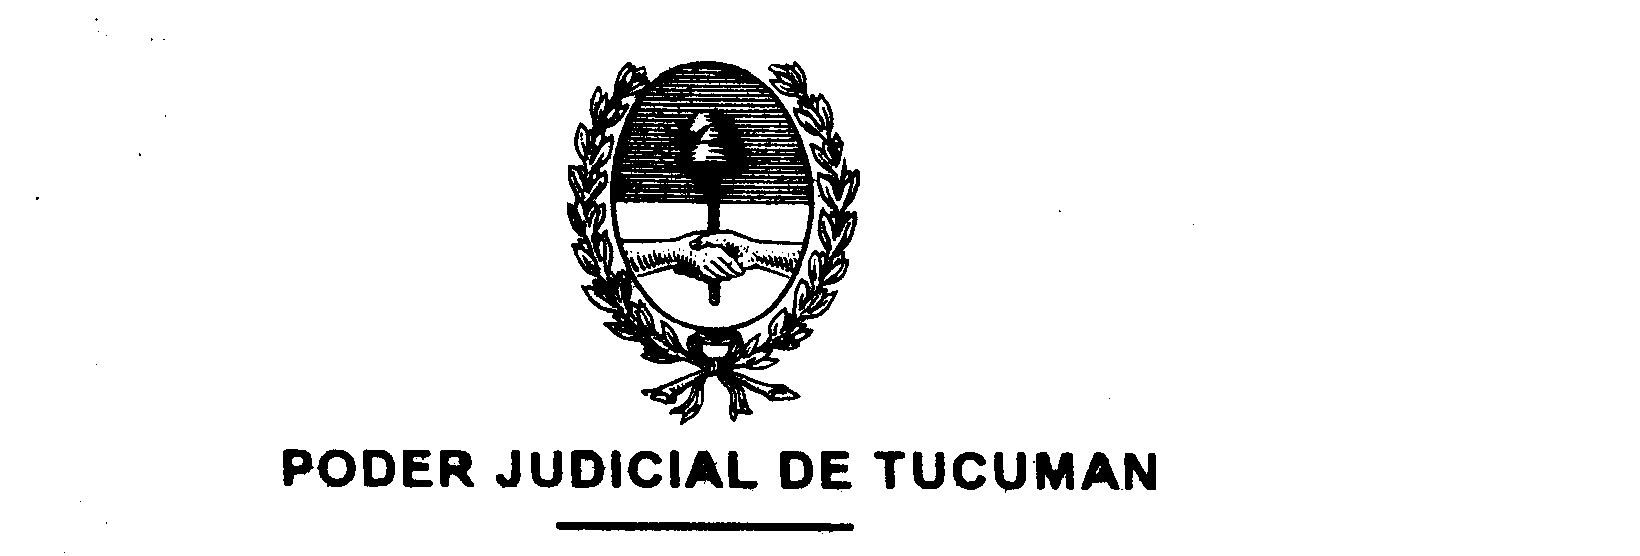 PODER JUDICIAL DE TUCUMAN